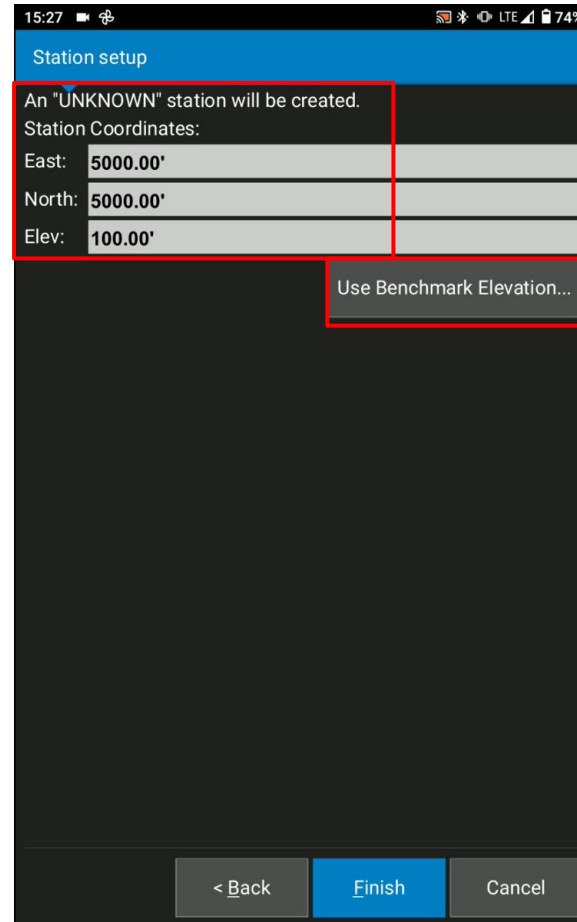 15:27 LTE 74%
Station setup
An "UNKNOWN" station will be created.
Station Coordinates:
East: 5000.00'
North: 5000.00'
Elev: 100.00'
Use Benchmark Elevation...
< Back Finish Cancel